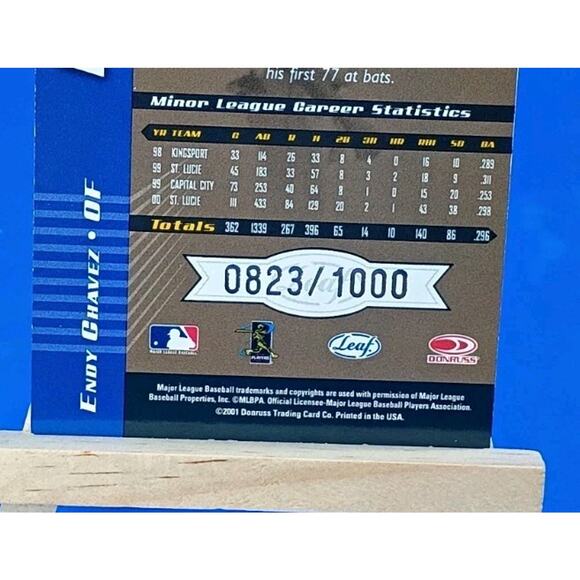 his first 77 at bats.
Minor League Career Statistics
YR TEAM G AB R H 2B 3B HR RBI SB BA
98 KINGSPORT 33 114 26 33 8 4 0 16 10 .289
99 ST. LUCIE 45 183 33 57 8 3 2 18 9 .311
99 CAPITAL CITY 73 253 40 64 8 1 0 15 20 .253
00 ST. LUCIE 111 433 84 129 20 2 1 43 38 .298
Totals 362 1339 267 396 65 14 10 140 86 .296
0823/1000
ENDY CHAVEZ • OF
MAJOR LEAGUE BASEBALL
PLAYERS
Leaf
DONRUSS
Major League Baseball trademarks and copyrights are used with permission of Major League
Baseball Properties, Inc. ©MLBPA. Official Licensee-Major League Baseball Players Association.
©2001 Donruss Trading Card Co. Printed in the USA.